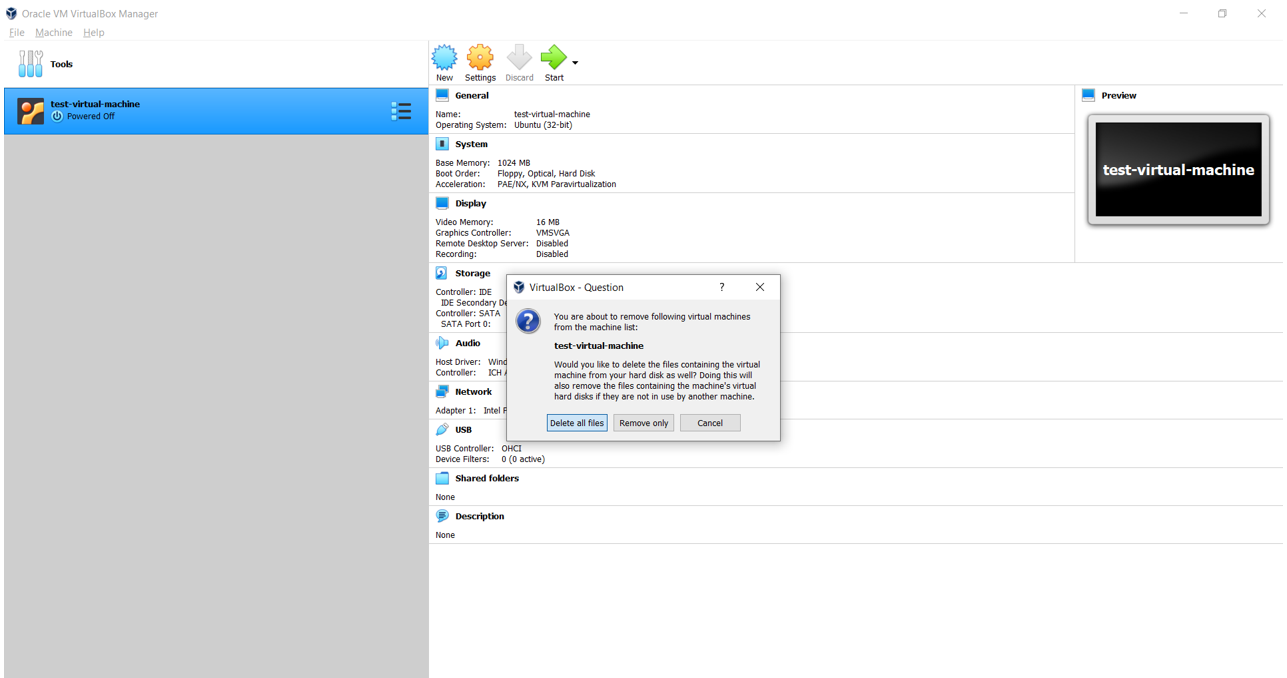 Oracle VM VirtualBox Manager
File Machine Help
Tools
test-virtual-machine
Powered Off
New Settings Discard Start
General
Name: test-virtual-machine
Operating System: Ubuntu (32-bit)
System
Base Memory: 1024 MB
Boot Order: Floppy, Optical, Hard Disk
Acceleration: PAE/NX, KVM Paravirtualization
Display
Video Memory: 16 MB
Graphics Controller: VMSVGA
Remote Desktop Server: Disabled
Recording: Disabled
Storage
Controller: IDE
IDE Secondary
Controller: SATA
SATA Port 0:
Audio
Host Driver:
Controller: ICH
Network
Adapter 1: Intel
USB
USB Controller: OHCI
Device Filters: 0 (0 active)
Shared folders
None
Description
None
Preview
test-virtual-machine
VirtualBox - Question
?
You are about to remove following virtual machines
from the machine list:
test-virtual-machine
Would you like to delete the files containing the virtual
machine from your hard disk as well? Doing this will
also remove the files containing the machine's virtual
hard disks if they are not in use by another machine.
Delete all files Remove only Cancel